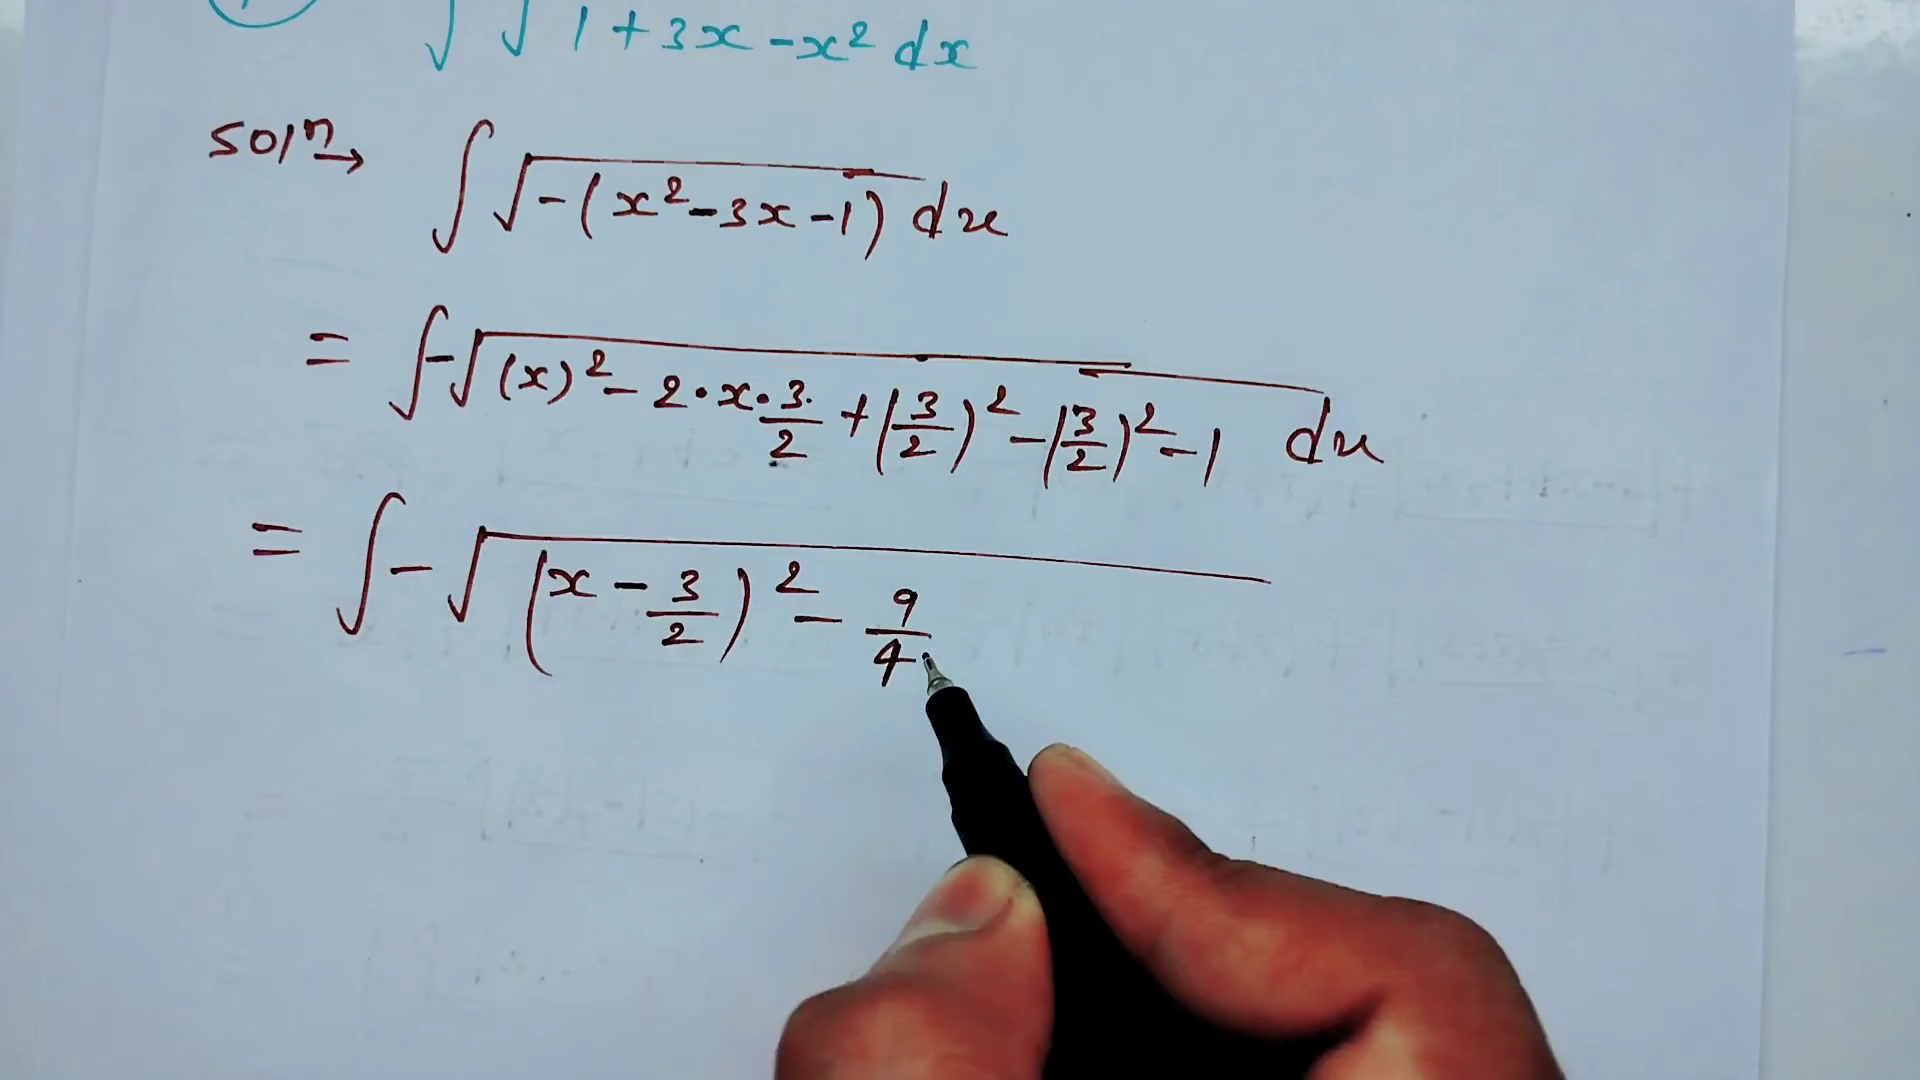 ∫ √ 1 + 3x - x² dx
Solⁿ→ ∫ √-(x² - 3x - 1) dx
= ∫ -√(x)² - 2·x·3/2 + (3/2)² - (3/2)² - 1 dx
= ∫ -√(x - 3/2)² - 9/4